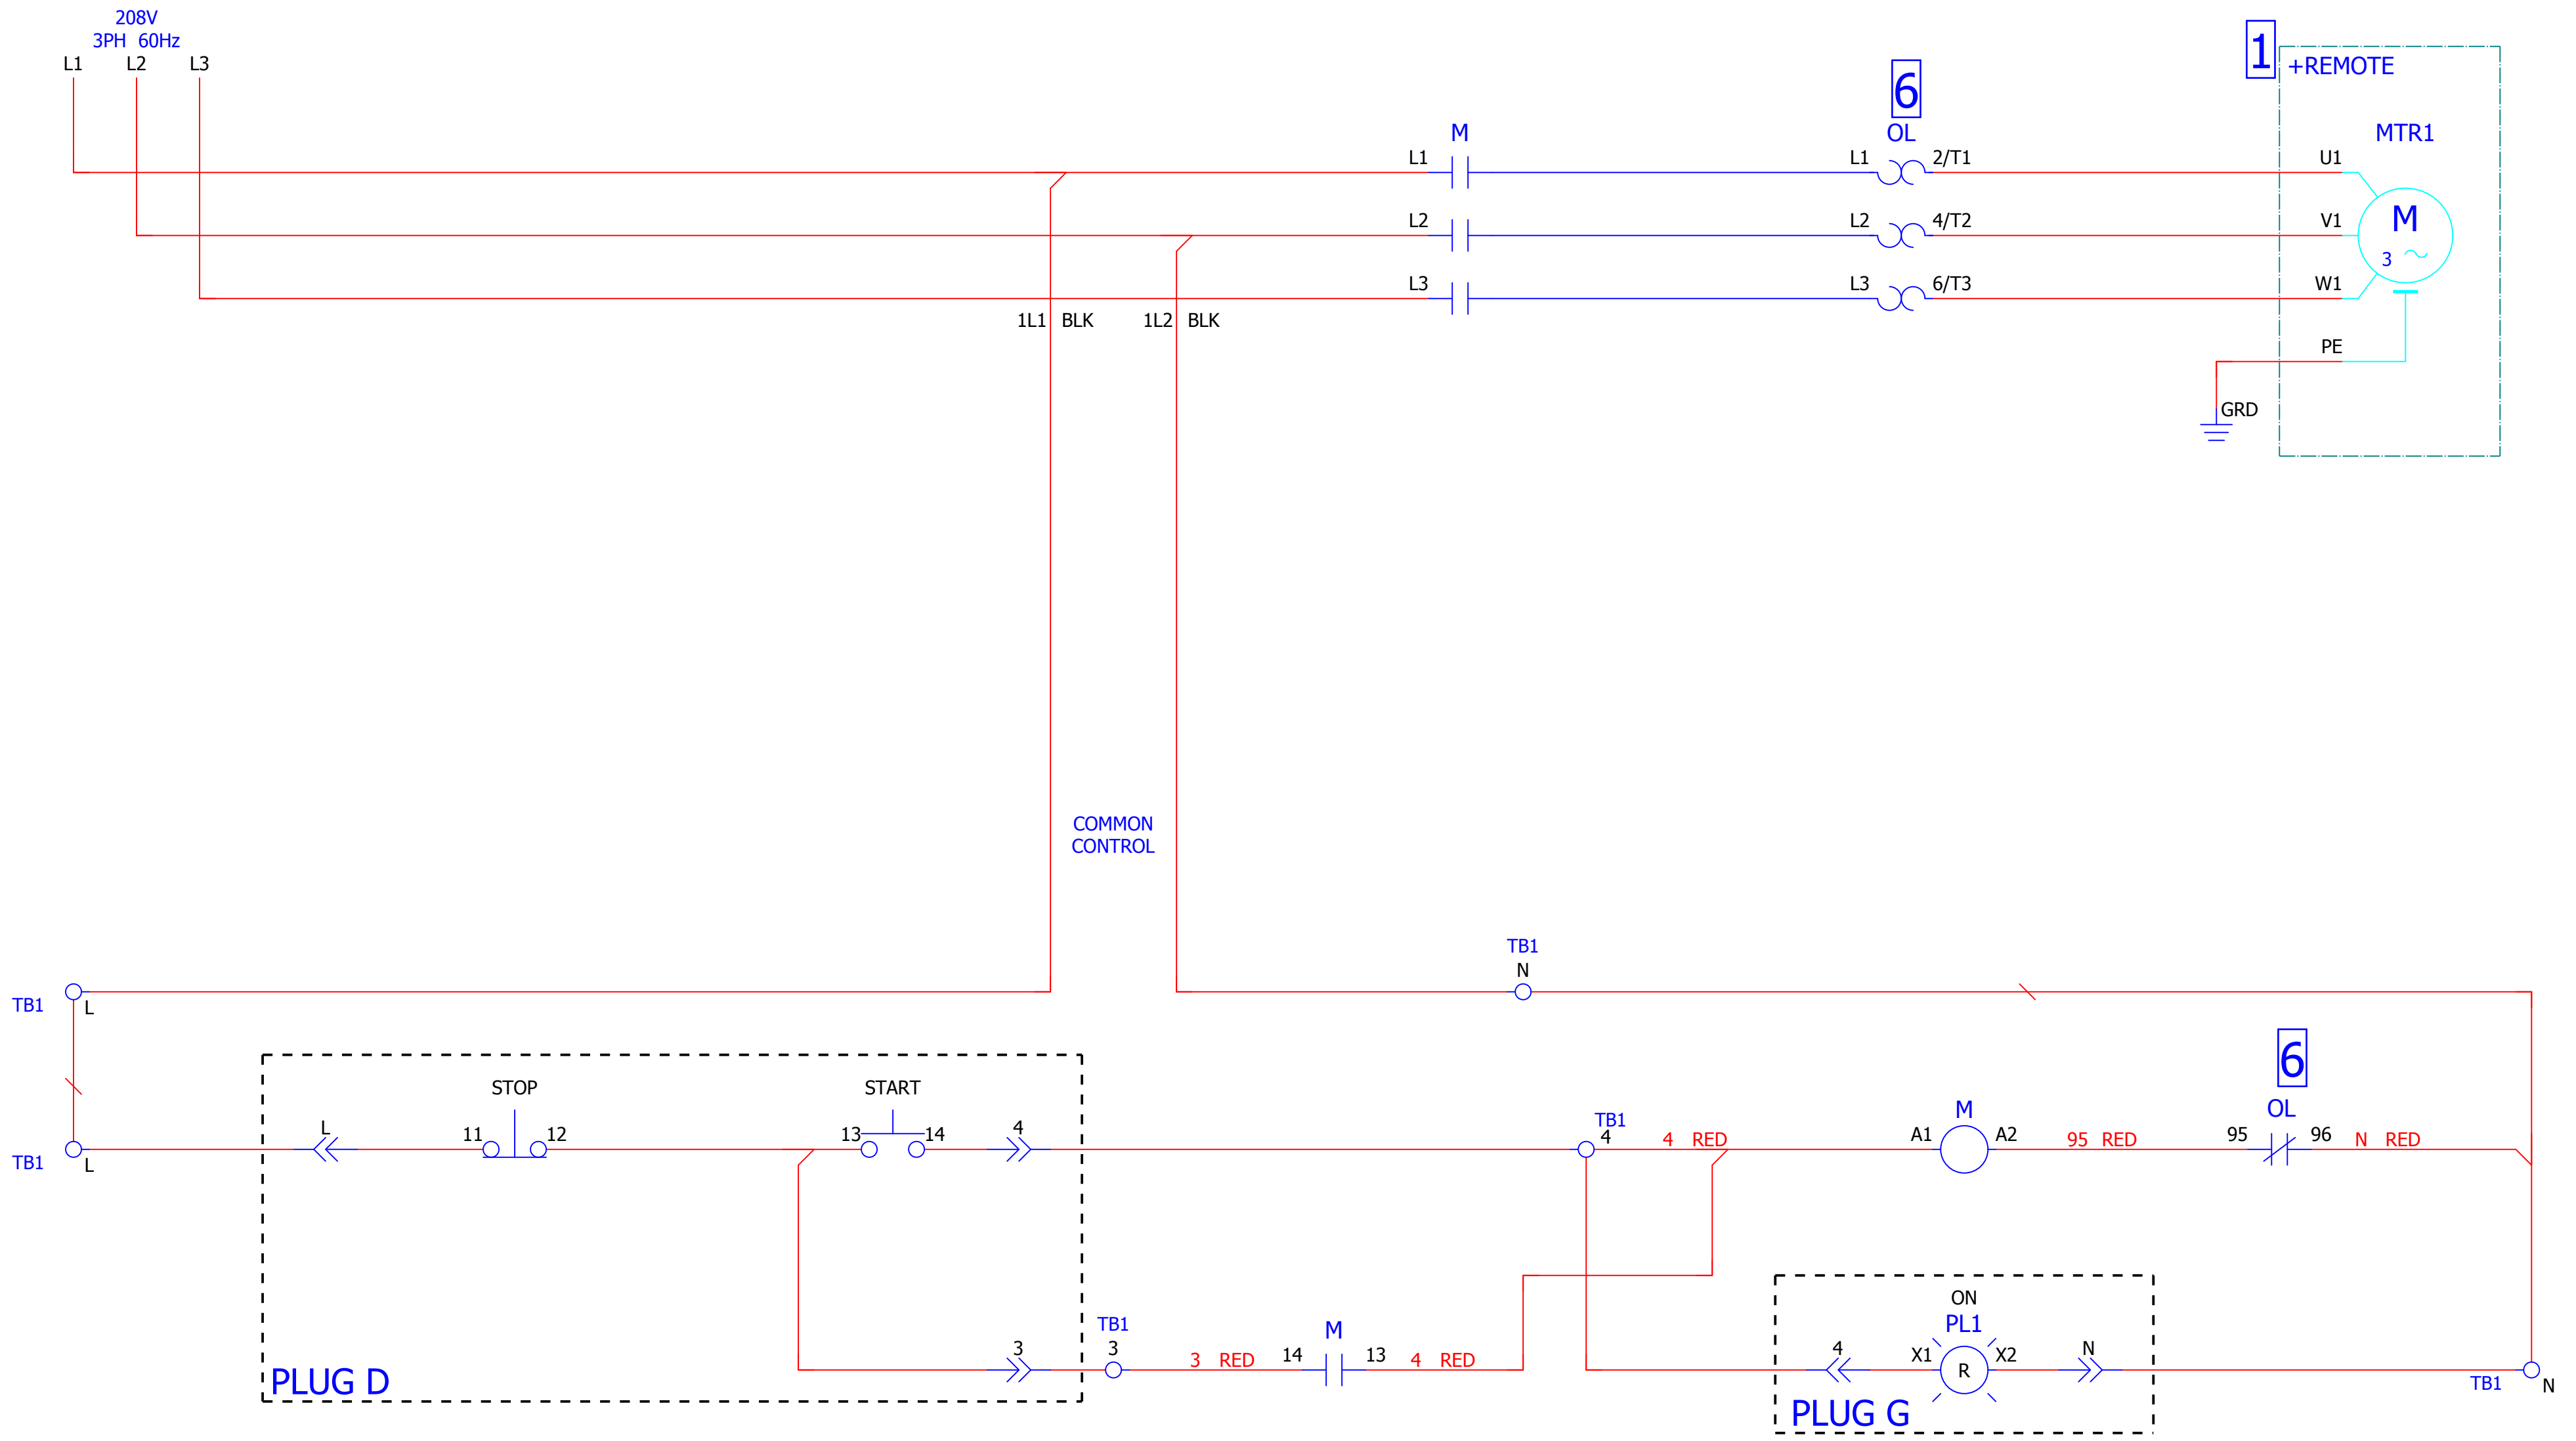 208V
3PH 60Hz
L1 L2 L3
1
+REMOTE
6
M
OL
MTR1
L1 L1 2/T1 U1
M
L2 L2 4/T2 V1
3
L3 L3 6/T3 W1
1L1 BLK 1L2 BLK
PE
GRD
COMMON
CONTROL
TB1
N
TB1 L
6
STOP START
OL
M
TB1
L 11 12 13 14 4 4 4 RED A1 A2 95 RED 95 96 N RED
TB1 L
ON
TB1 M PL1
3 3 3 RED 14 13 4 RED 4 X1 R X2 N
PLUG D
TB1 N
PLUG G